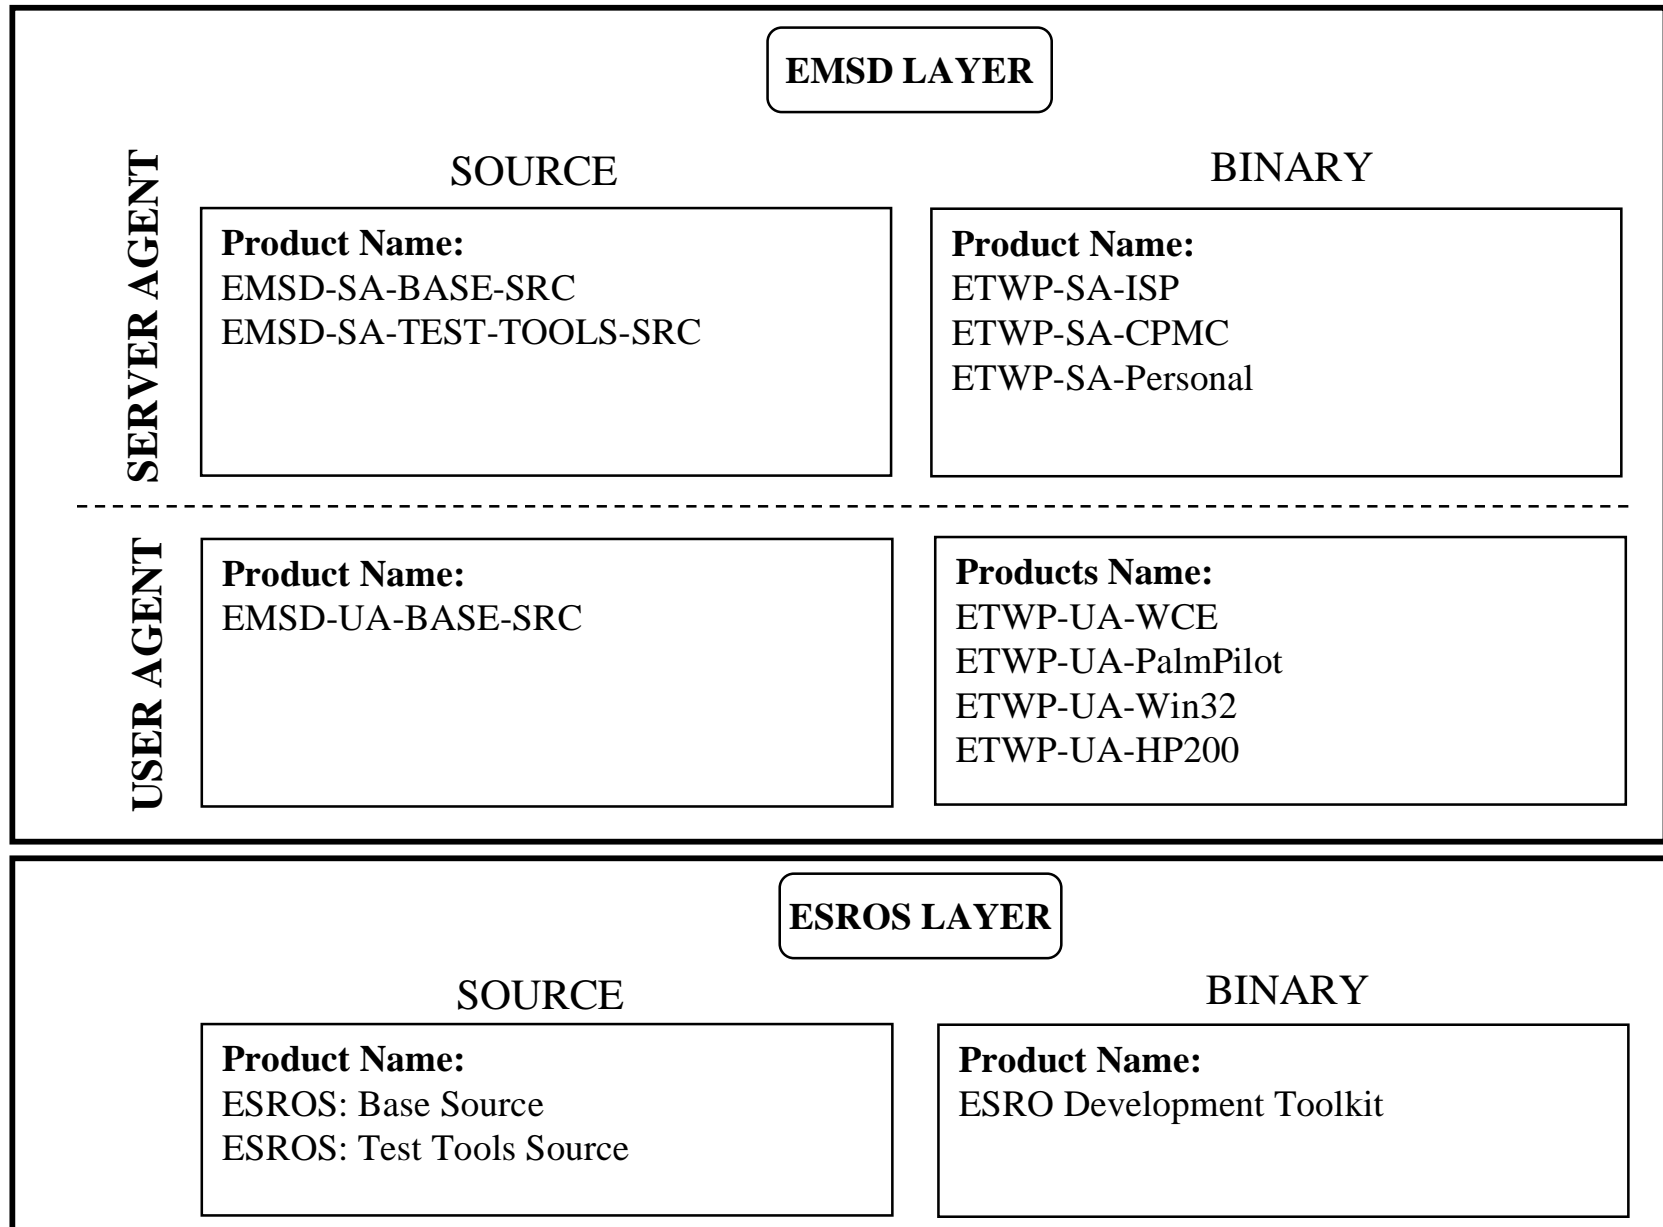 EMSD LAYER
SOURCE
BINARY
SERVER AGENT
Product Name:
EMSD-SA-BASE-SRC
EMSD-SA-TEST-TOOLS-SRC
Product Name:
ETWP-SA-ISP
ETWP-SA-CPMC
ETWP-SA-Personal
USER AGENT
Product Name:
EMSD-UA-BASE-SRC
Products Name:
ETWP-UA-WCE
ETWP-UA-PalmPilot
ETWP-UA-Win32
ETWP-UA-HP200
ESROS LAYER
SOURCE
BINARY
Product Name:
ESROS: Base Source
ESROS: Test Tools Source
Product Name:
ESRO Development Toolkit